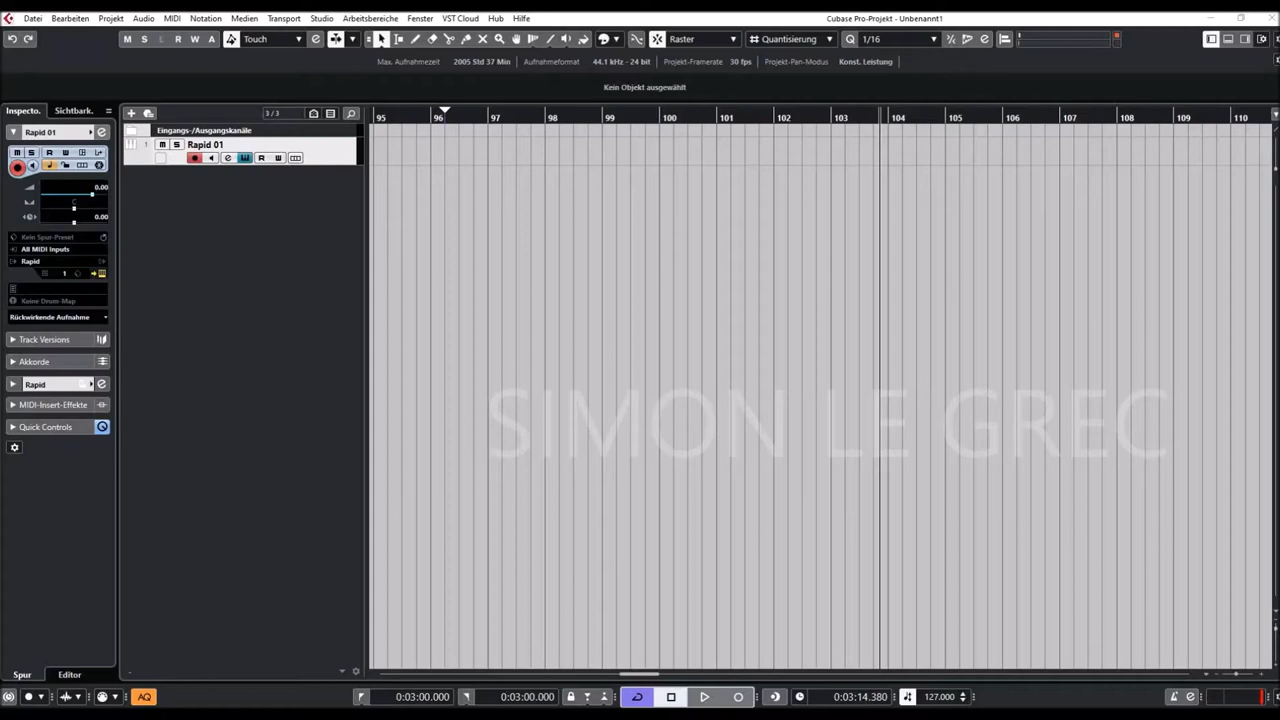 Datei Bearbeiten Projekt Audio MIDI Notation Medien Transport Studio Arbeitsbereiche Fenster VST Cloud Hub Hilfe Cubase Pro-Projekt - Unbenannt1
M S L R W A Touch Raster Quantisierung Q 1/16
Max. Aufnahmezeit 2005 Std 37 Min Aufnahmeformat 44.1 kHz - 24 bit Projekt-Framerate 30 fps Projekt-Pan-Modus Konst. Leistung
Kein Objekt ausgewählt
Inspecto. Sichtbark. 3 / 3 95 96 97 98 99 100 101 102 103 104 105 106 107 108 109 110
Rapid 01 e Eingangs-/Ausgangskanäle
1 M S Rapid 01
M S R W
R W
0.00
C
0.00
Kein Spur-Preset
All MIDI Inputs
Rapid
1
Keine Drum-Map
Rückwirkende Aufnahme
Track Versions
Akkorde
Rapid e
MIDI-Insert-Effekte
Quick Controls
SIMON LE GREC
Spur Editor
AQ 0:03:00.000 0:03:00.000 0:03:14.380 127.000